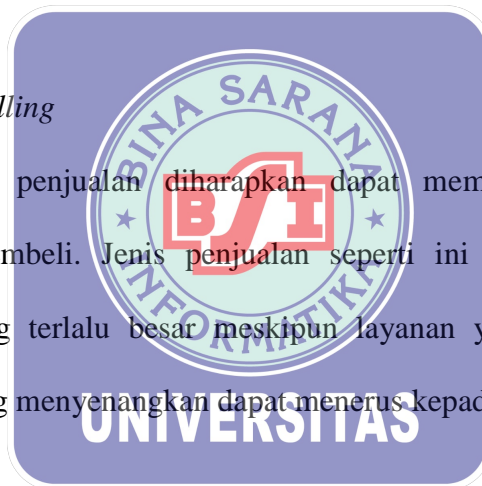 lling
penjualan diharapkan dapat mem
mbeli. Jenis penjualan seperti ini
g terlalu besar meskipun layanan y
g menyenangkan dapat menerus kepad
BINA SARANA
BSI
INFORMATIKA
UNIVERSITAS